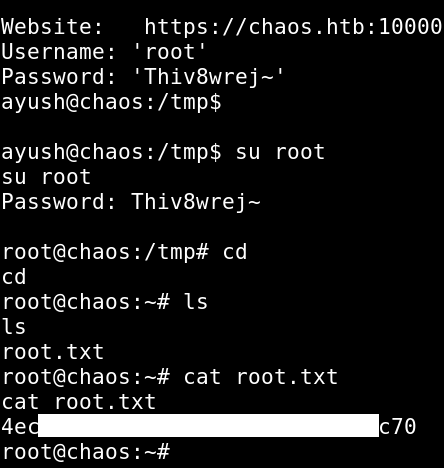 Website:   https://chaos.htb:10000
Username: 'root'
Password: 'Thiv8wrej~'
ayush@chaos:/tmp$
ayush@chaos:/tmp$ su root
su root
Password: Thiv8wrej~
root@chaos:/tmp# cd
cd
root@chaos:~# ls
ls
root.txt
root@chaos:~# cat root.txt
cat root.txt
4ec c70
root@chaos:~#